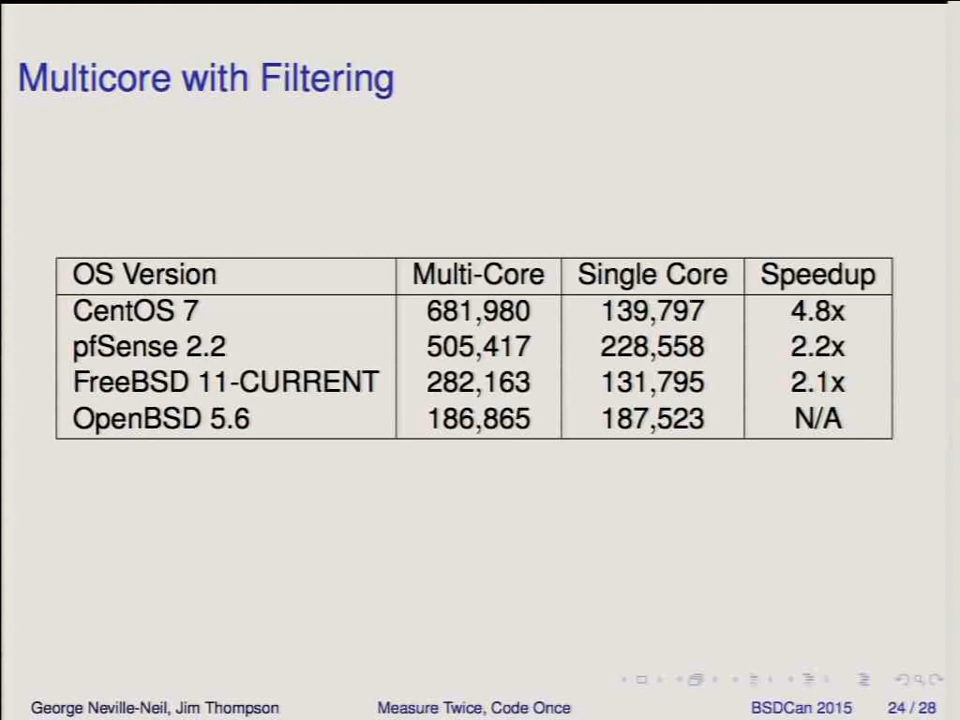 Multicore with Filtering
OS Version Multi-Core Single Core Speedup
CentOS 7 681,980 139,797 4.8x
pfSense 2.2 505,417 228,558 2.2x
FreeBSD 11-CURRENT 282,163 131,795 2.1x
OpenBSD 5.6 186,865 187,523 N/A
George Neville-Neil, Jim Thompson Measure Twice, Code Once BSDCan 2015 24 / 28